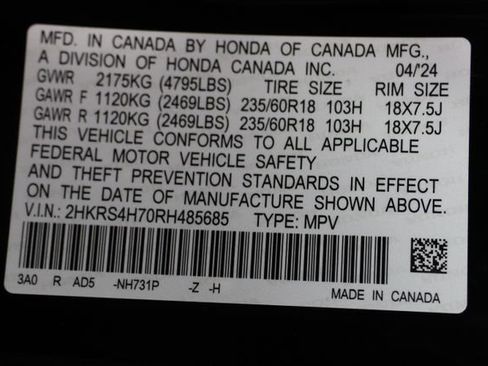 MFD. IN CANADA BY HONDA OF CANADA MFG.,
A DIVISION OF HONDA CANADA INC. 04/'24
GVWR 2175KG (4795LBS) TIRE SIZE RIM SIZE
GAWR F 1120KG (2469LBS) 235/60R18 103H 18X7.5J
GAWR R 1120KG (2469LBS) 235/60R18 103H 18X7.5J
THIS VEHICLE CONFORMS TO ALL APPLICABLE
FEDERAL MOTOR VEHICLE SAFETY
AND THEFT PREVENTION STANDARDS IN EFFECT
ON THE DATE OF MANUFACTURE SHOWN ABOVE.
V.I.N.: 2HKRS4H70RH485685 TYPE: MPV
3A0 R AD5 -NH731P -Z -H
MADE IN CANADA